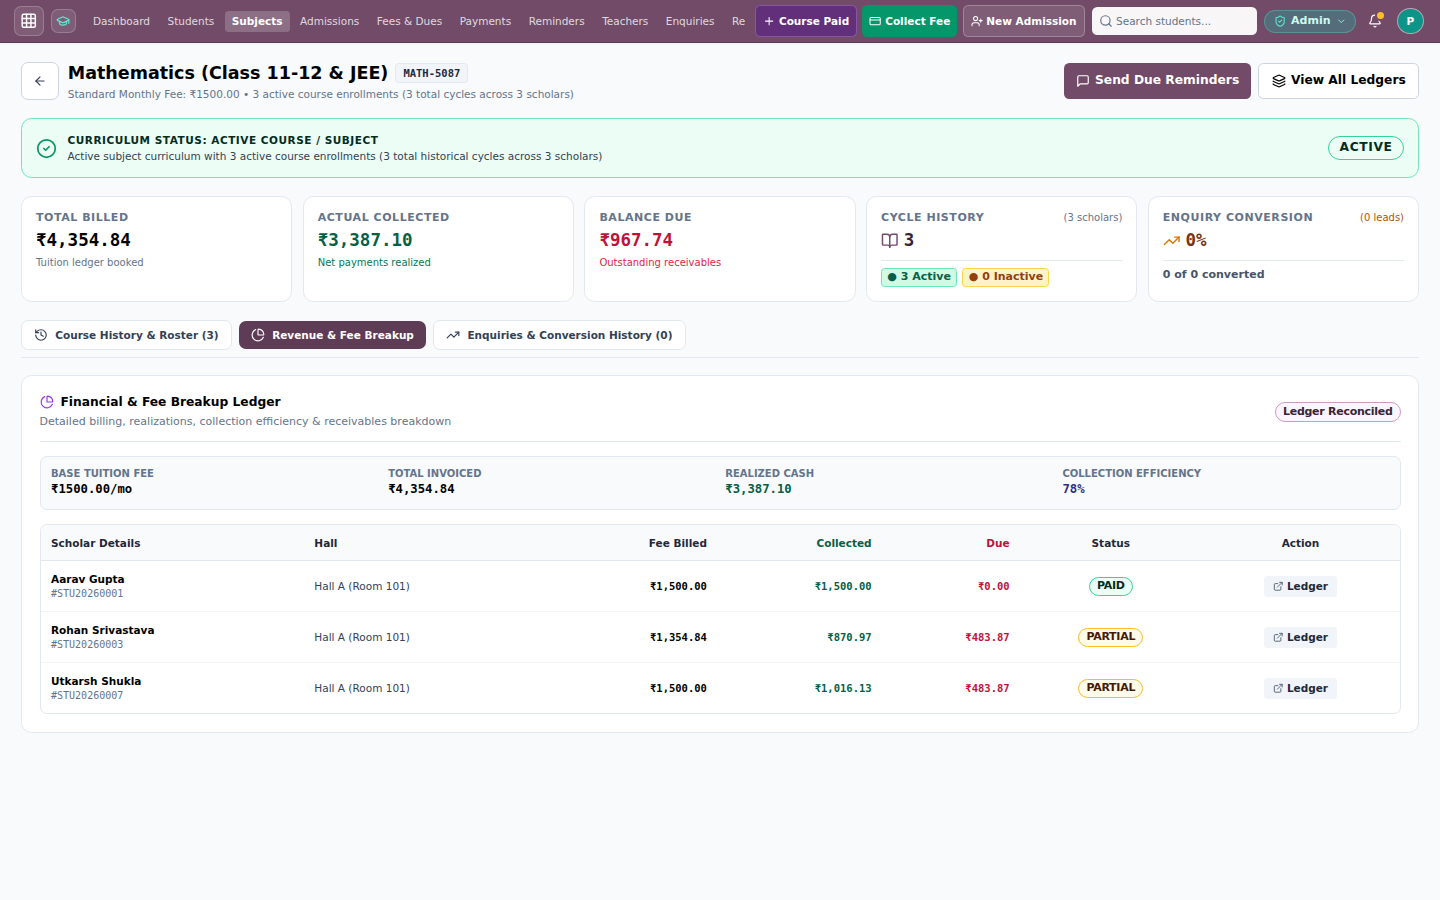 Dashboard Students Subjects Admissions Fees & Dues Payments Reminders Teachers Enquiries Re + Course Paid Collect Fee New Admission Search students... Admin P
Mathematics (Class 11-12 & JEE) MATH-5087
Standard Monthly Fee: ₹1500.00 • 3 active course enrollments (3 total cycles across 3 scholars)
Send Due Reminders View All Ledgers
CURRICULUM STATUS: ACTIVE COURSE / SUBJECT
Active subject curriculum with 3 active course enrollments (3 total historical cycles across 3 scholars)
ACTIVE
TOTAL BILLED
₹4,354.84
Tuition ledger booked
ACTUAL COLLECTED
₹3,387.10
Net payments realized
BALANCE DUE
₹967.74
Outstanding receivables
CYCLE HISTORY (3 scholars)
3
● 3 Active ● 0 Inactive
ENQUIRY CONVERSION (0 leads)
0%
0 of 0 converted
Course History & Roster (3) Revenue & Fee Breakup Enquiries & Conversion History (0)
Financial & Fee Breakup Ledger
Detailed billing, realizations, collection efficiency & receivables breakdown
Ledger Reconciled
BASE TUITION FEE TOTAL INVOICED REALIZED CASH COLLECTION EFFICIENCY
₹1500.00/mo ₹4,354.84 ₹3,387.10 78%
Scholar Details Hall Fee Billed Collected Due Status Action
Aarav Gupta
#STU20260001
Hall A (Room 101) ₹1,500.00 ₹1,500.00 ₹0.00 PAID Ledger
Rohan Srivastava
#STU20260003
Hall A (Room 101) ₹1,354.84 ₹870.97 ₹483.87 PARTIAL Ledger
Utkarsh Shukla
#STU20260007
Hall A (Room 101) ₹1,500.00 ₹1,016.13 ₹483.87 PARTIAL Ledger